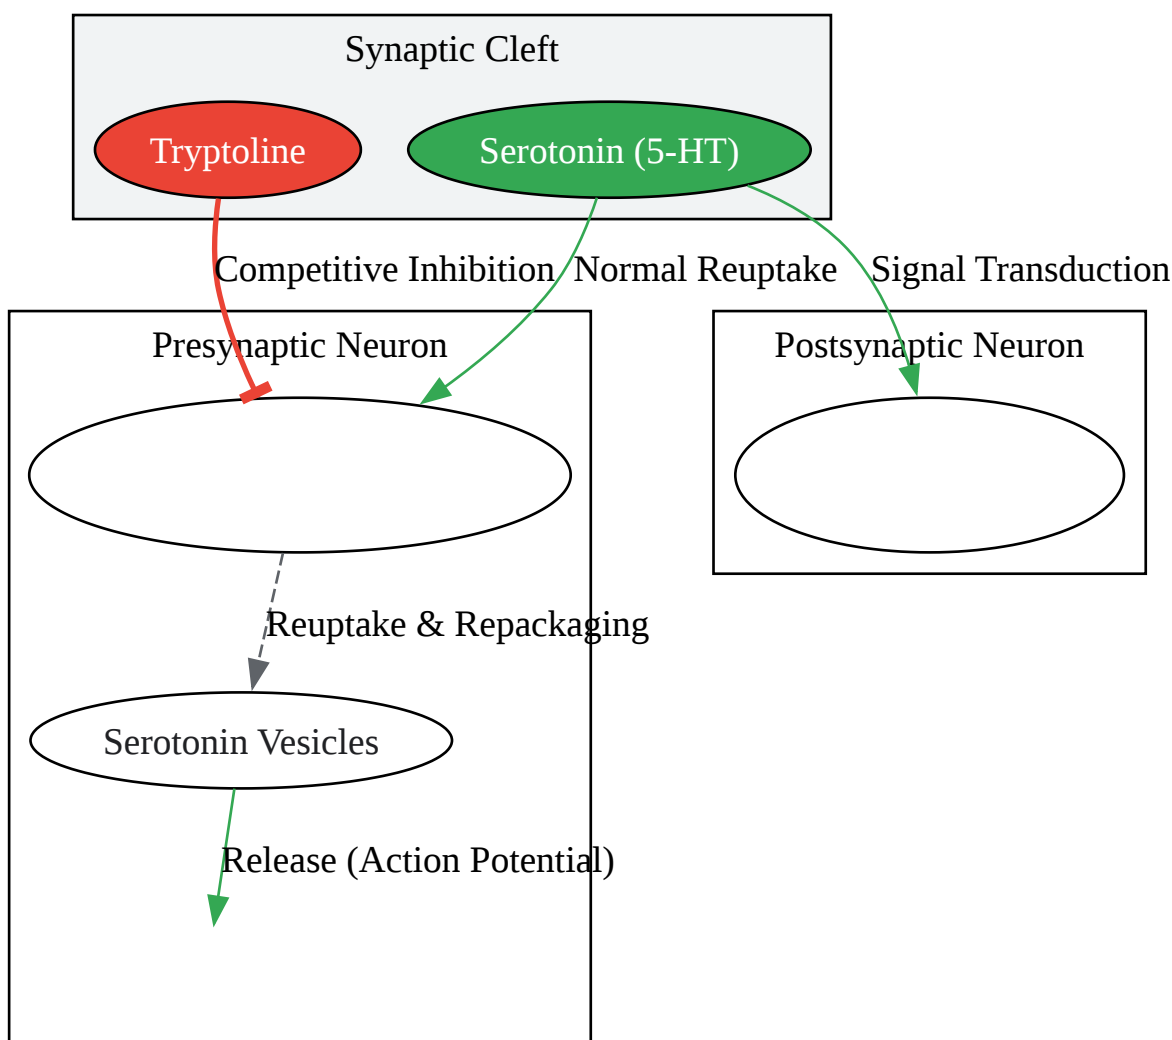 Synaptic Cleft
Tryptoline
Serotonin (5-HT)
Competitive Inhibition
Normal Reuptake
Signal Transduction
Presynaptic Neuron
Postsynaptic Neuron
Reuptake & Repackaging
Serotonin Vesicles
Release (Action Potential)